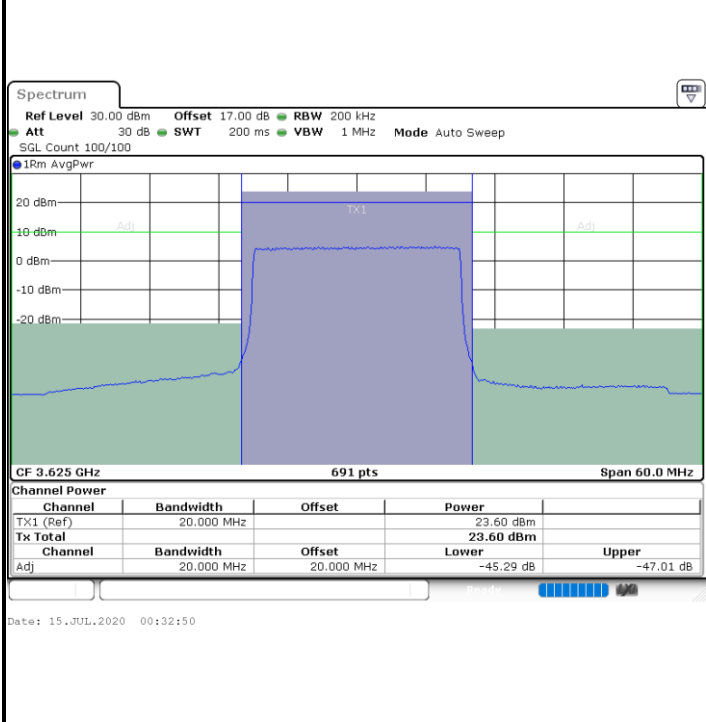 Spectrum
Ref Level 30.00 dBm Offset 17.00 dB RBW 200 kHz
Att 30 dB SWT 200 ms VBW 1 MHz Mode Auto Sweep
SGL Count 100/100
1Rm AvgPwr
20 dBm
TX1
10 dBm Adj Adj
0 dBm
-10 dBm
-20 dBm
CF 3.625 GHz 691 pts Span 60.0 MHz
Channel Power
Channel Bandwidth Offset Power
TX1 (Ref) 20.000 MHz 23.60 dBm
Tx Total 23.60 dBm
Channel Bandwidth Offset Lower Upper
Adj 20.000 MHz 20.000 MHz -45.29 dB -47.01 dB
Ready
Date: 15.JUL.2020 00:32:50